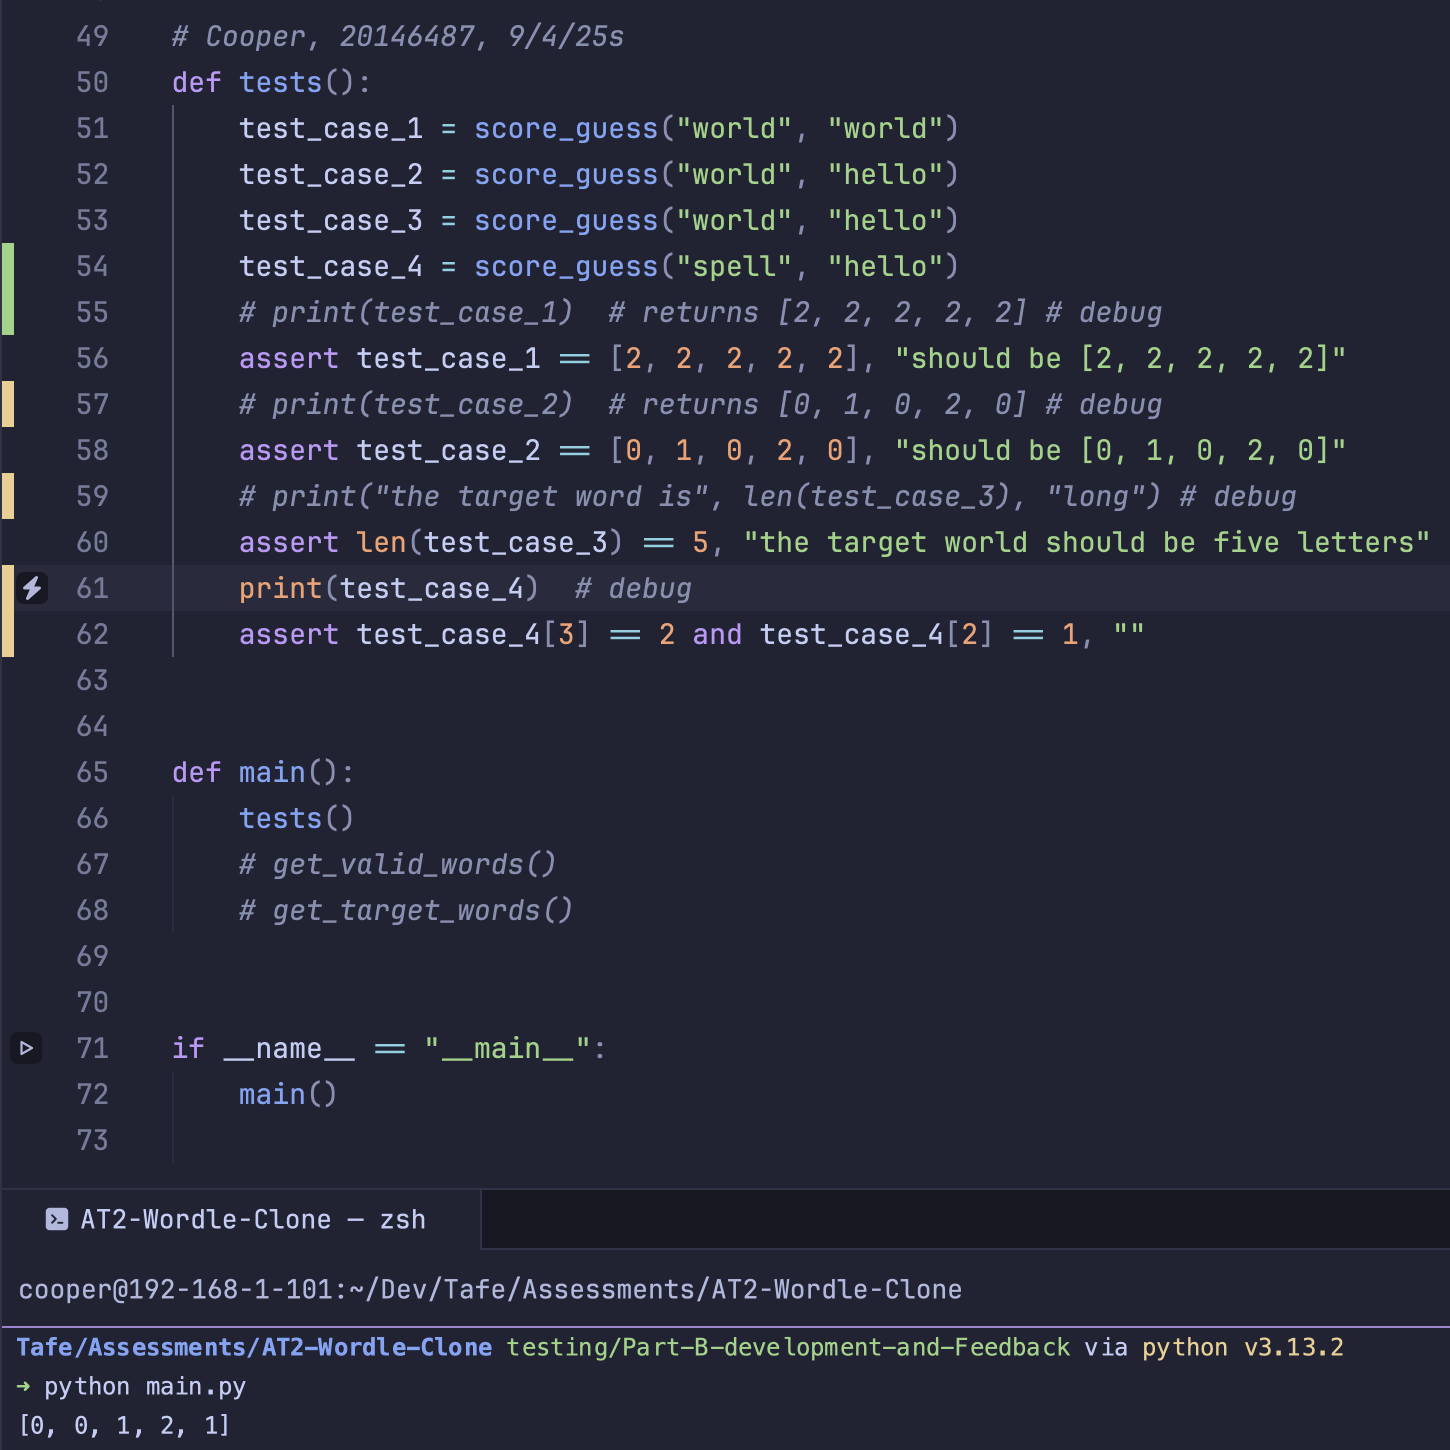 49 # Cooper, 20146487, 9/4/25s
50 def tests():
51 test_case_1 = score_guess("world", "world")
52 test_case_2 = score_guess("world", "hello")
53 test_case_3 = score_guess("world", "hello")
54 test_case_4 = score_guess("spell", "hello")
55 # print(test_case_1)  # returns [2, 2, 2, 2, 2] # debug
56 assert test_case_1 == [2, 2, 2, 2, 2], "should be [2, 2, 2, 2, 2]"
57 # print(test_case_2)  # returns [0, 1, 0, 2, 0] # debug
58 assert test_case_2 == [0, 1, 0, 2, 0], "should be [0, 1, 0, 2, 0]"
59 # print("the target word is", len(test_case_3), "long") # debug
60 assert len(test_case_3) == 5, "the target world should be five letters"
61 print(test_case_4)  # debug
62 assert test_case_4[3] == 2 and test_case_4[2] == 1, ""
63
64
65 def main():
66 tests()
67 # get_valid_words()
68 # get_target_words()
69
70
71 if __name__ == "__main__":
72 main()
73
AT2-Wordle-Clone — zsh
cooper@192-168-1-101:~/Dev/Tafe/Assessments/AT2-Wordle-Clone
Tafe/Assessments/AT2-Wordle-Clone testing/Part-B-development-and-Feedback via python v3.13.2
➜ python main.py
[0, 0, 1, 2, 1]